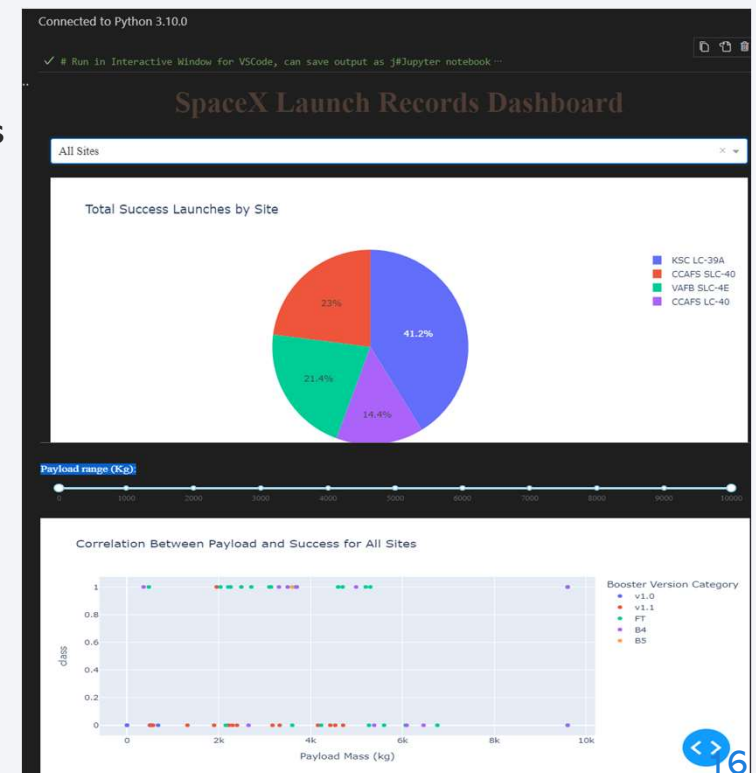 Connected to Python 3.10.0
✓ # Run in Interactive Window for VSCode, can save output as j#Jupyter notebook ···
s
SpaceX Launch Records Dashboard
All Sites
Total Success Launches by Site
KSC LC-39A
CCAFS SLC-40
VAFB SLC-4E
CCAFS LC-40
23%
41.2%
21.4%
14.4%
Payload range (Kg):
0 1000 2000 3000 4000 5000 6000 7000 8000 9000 10000
Correlation Between Payload and Success for All Sites
Booster Version Category
v1.0
v1.1
FT
B4
B5
class
1
0.8
0.6
0.4
0.2
0
0 2k 4k 6k 8k 10k
Payload Mass (kg)
16